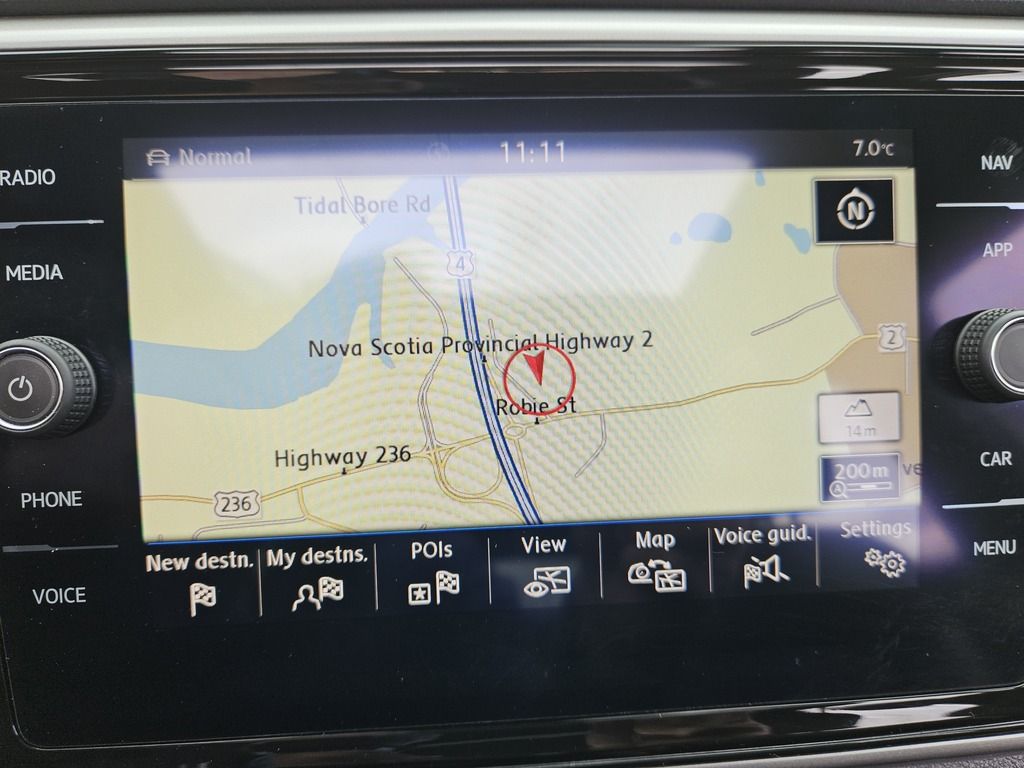 Normal
11:11
7.0°C
RADIO
NAV
Tidal Bore Rd
N
APP
MEDIA
4
Nova Scotia Provincial Highway 2
2
Robie St
14m
Highway 236
CAR
200m
ve
A
PHONE
236
New destn.
My destns.
POIs
View
Map
Voice guid.
Settings
MENU
VOICE